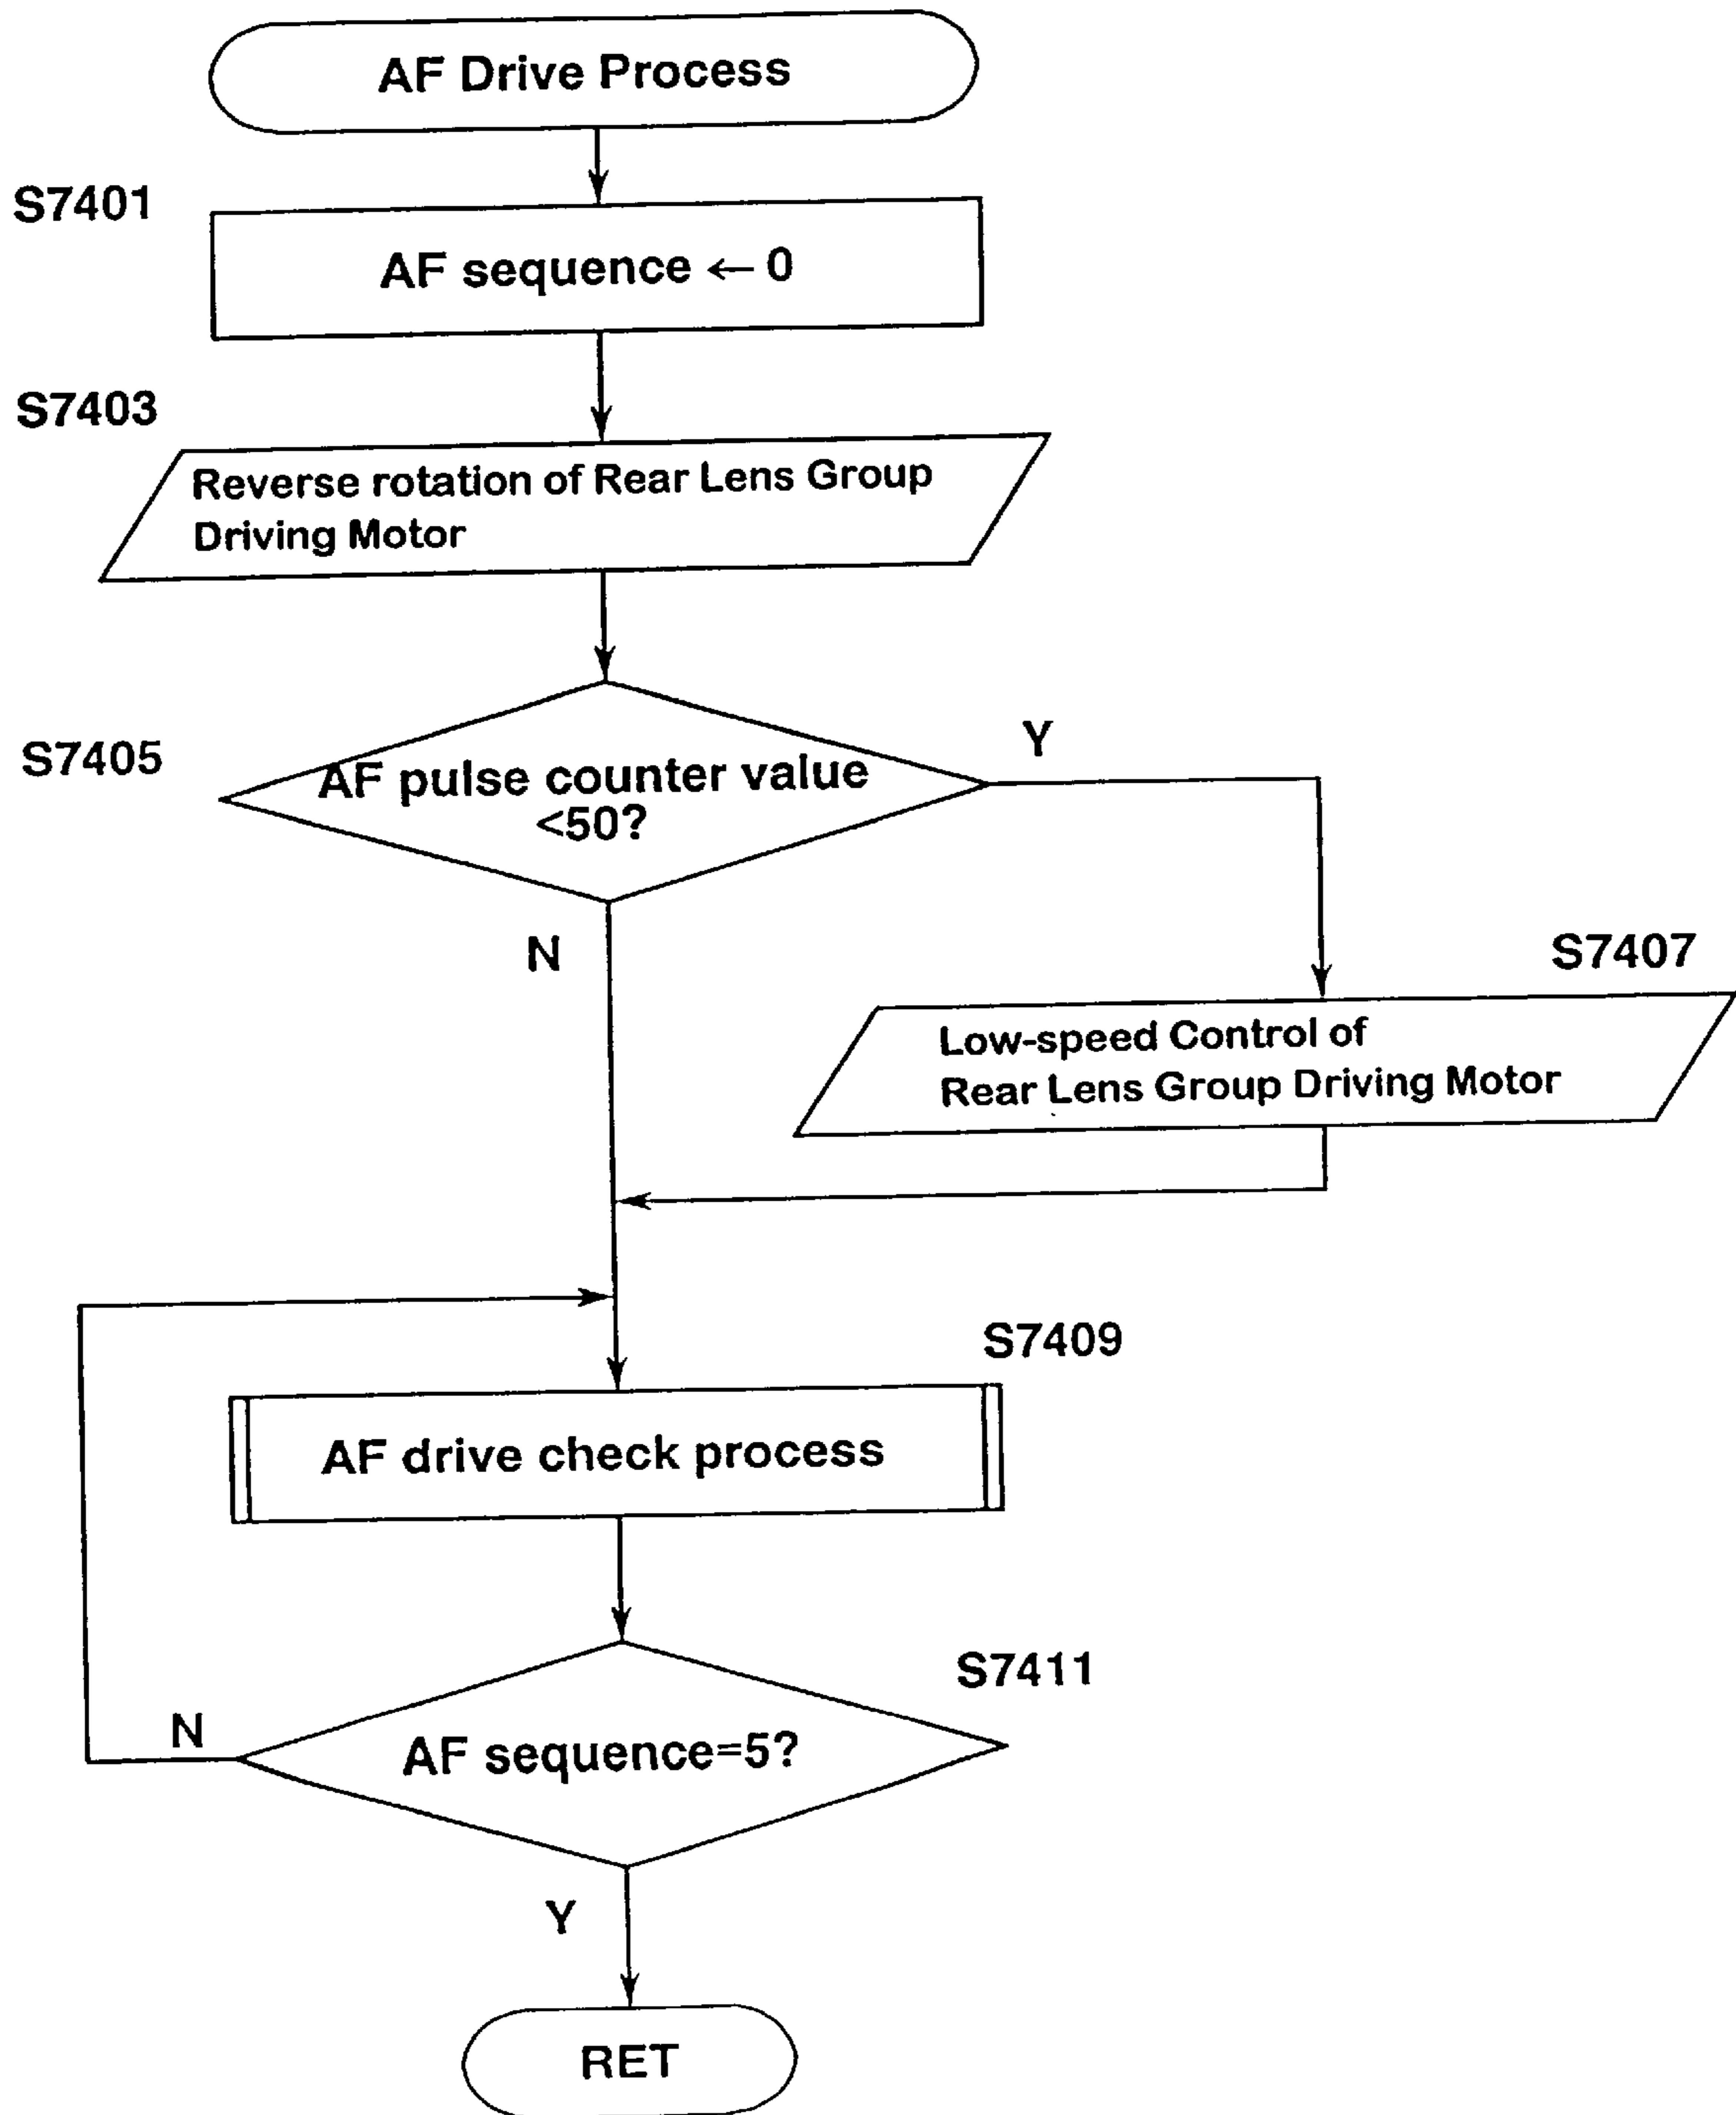 AF Drive Process
S7401
AF sequence ← 0
S7403
Reverse rotation of Rear Lens Group
Driving Motor
S7405
AF pulse counter value
<50?
Y
N
S7407
Low-speed Control of
Rear Lens Group Driving Motor
S7409
AF drive check process
S7411
AF sequence=5?
N
Y
RET